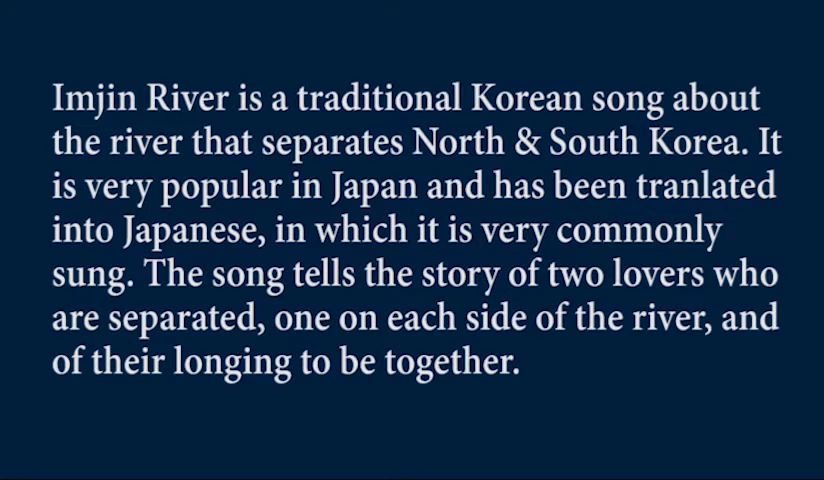 Imjin River is a traditional Korean song about
the river that separates North & South Korea. It
is very popular in Japan and has been tranlated
into Japanese, in which it is very commonly
sung. The song tells the story of two lovers who
are separated, one on each side of the river, and
of their longing to be together.